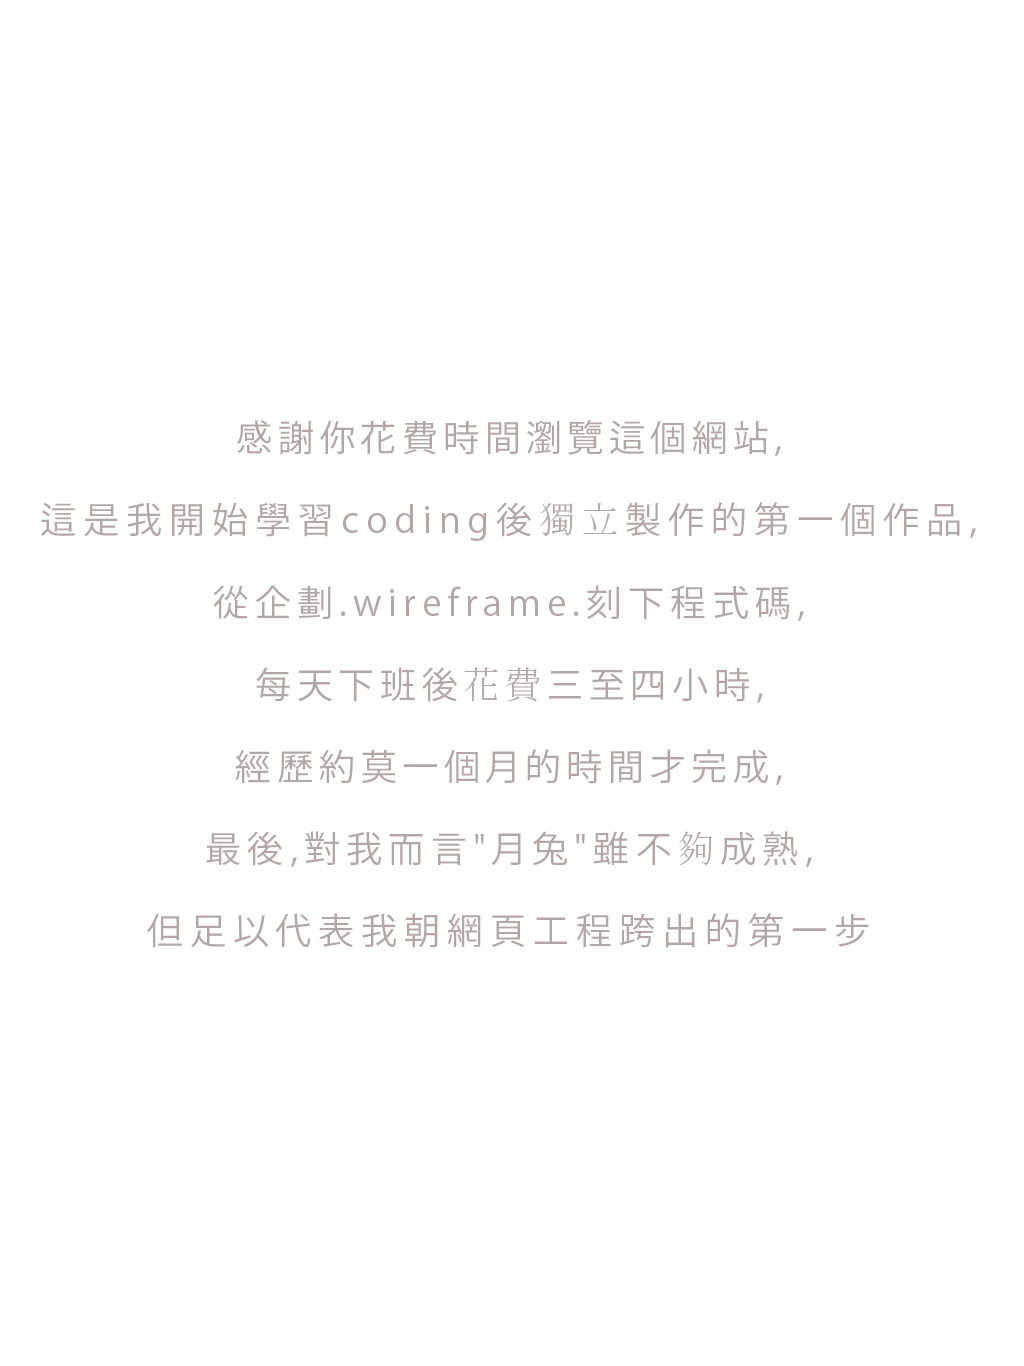 感謝你花費時間瀏覽這個網站,
這是我開始學習coding後獨立製作的第一個作品,
從企劃.wireframe.刻下程式碼,
每天下班後花費三至四小時,
經歷約莫一個月的時間才完成,
最後,對我而言"月兔"雖不夠成熟,
但足以代表我朝網頁工程跨出的第一步